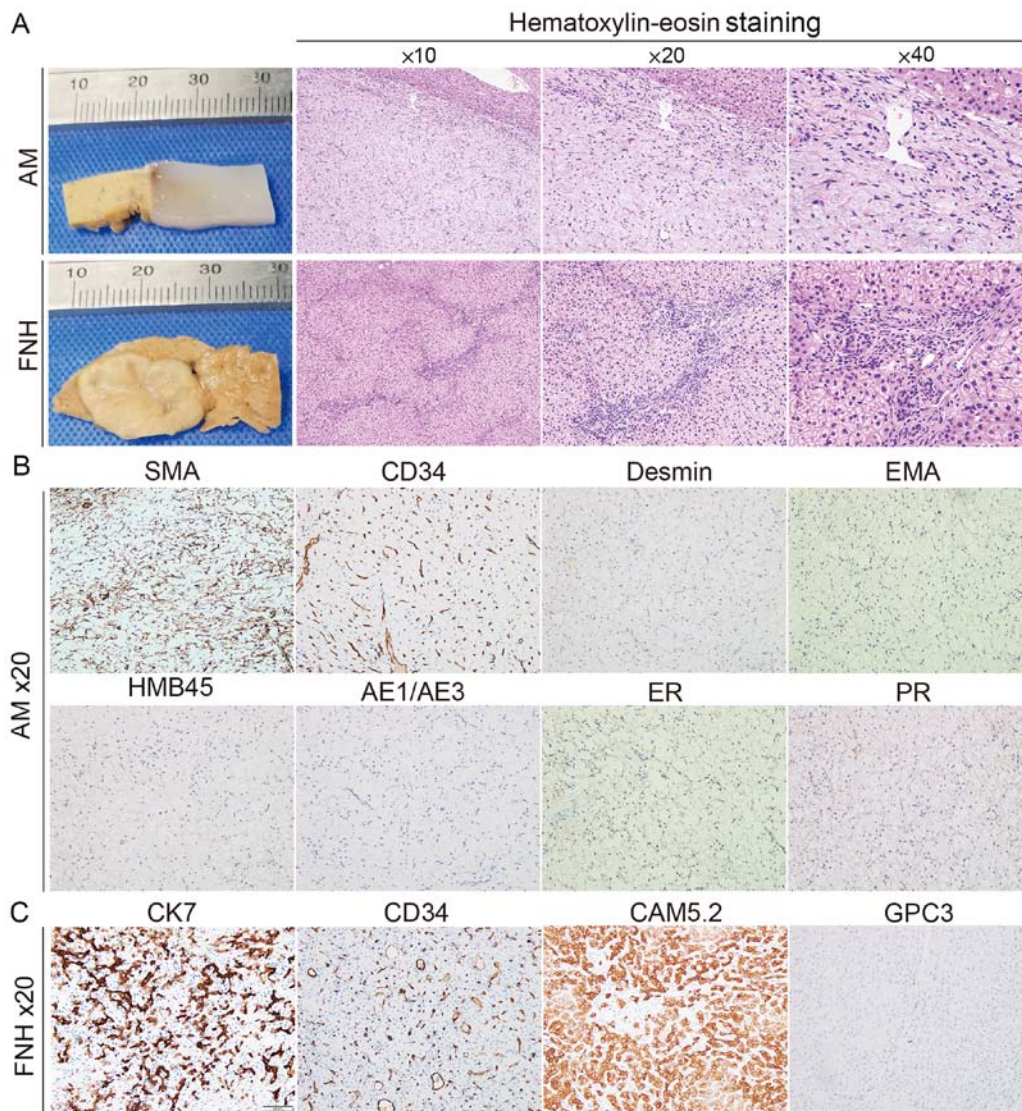 A
Hematoxylin-eosin staining
×10 ×20 ×40
AM
10 20 30
FNH
10 20 30
B
SMA CD34 Desmin EMA
AM x20
HMB45 AE1/AE3 ER PR
C
CK7 CD34 CAM5.2 GPC3
FNH x20